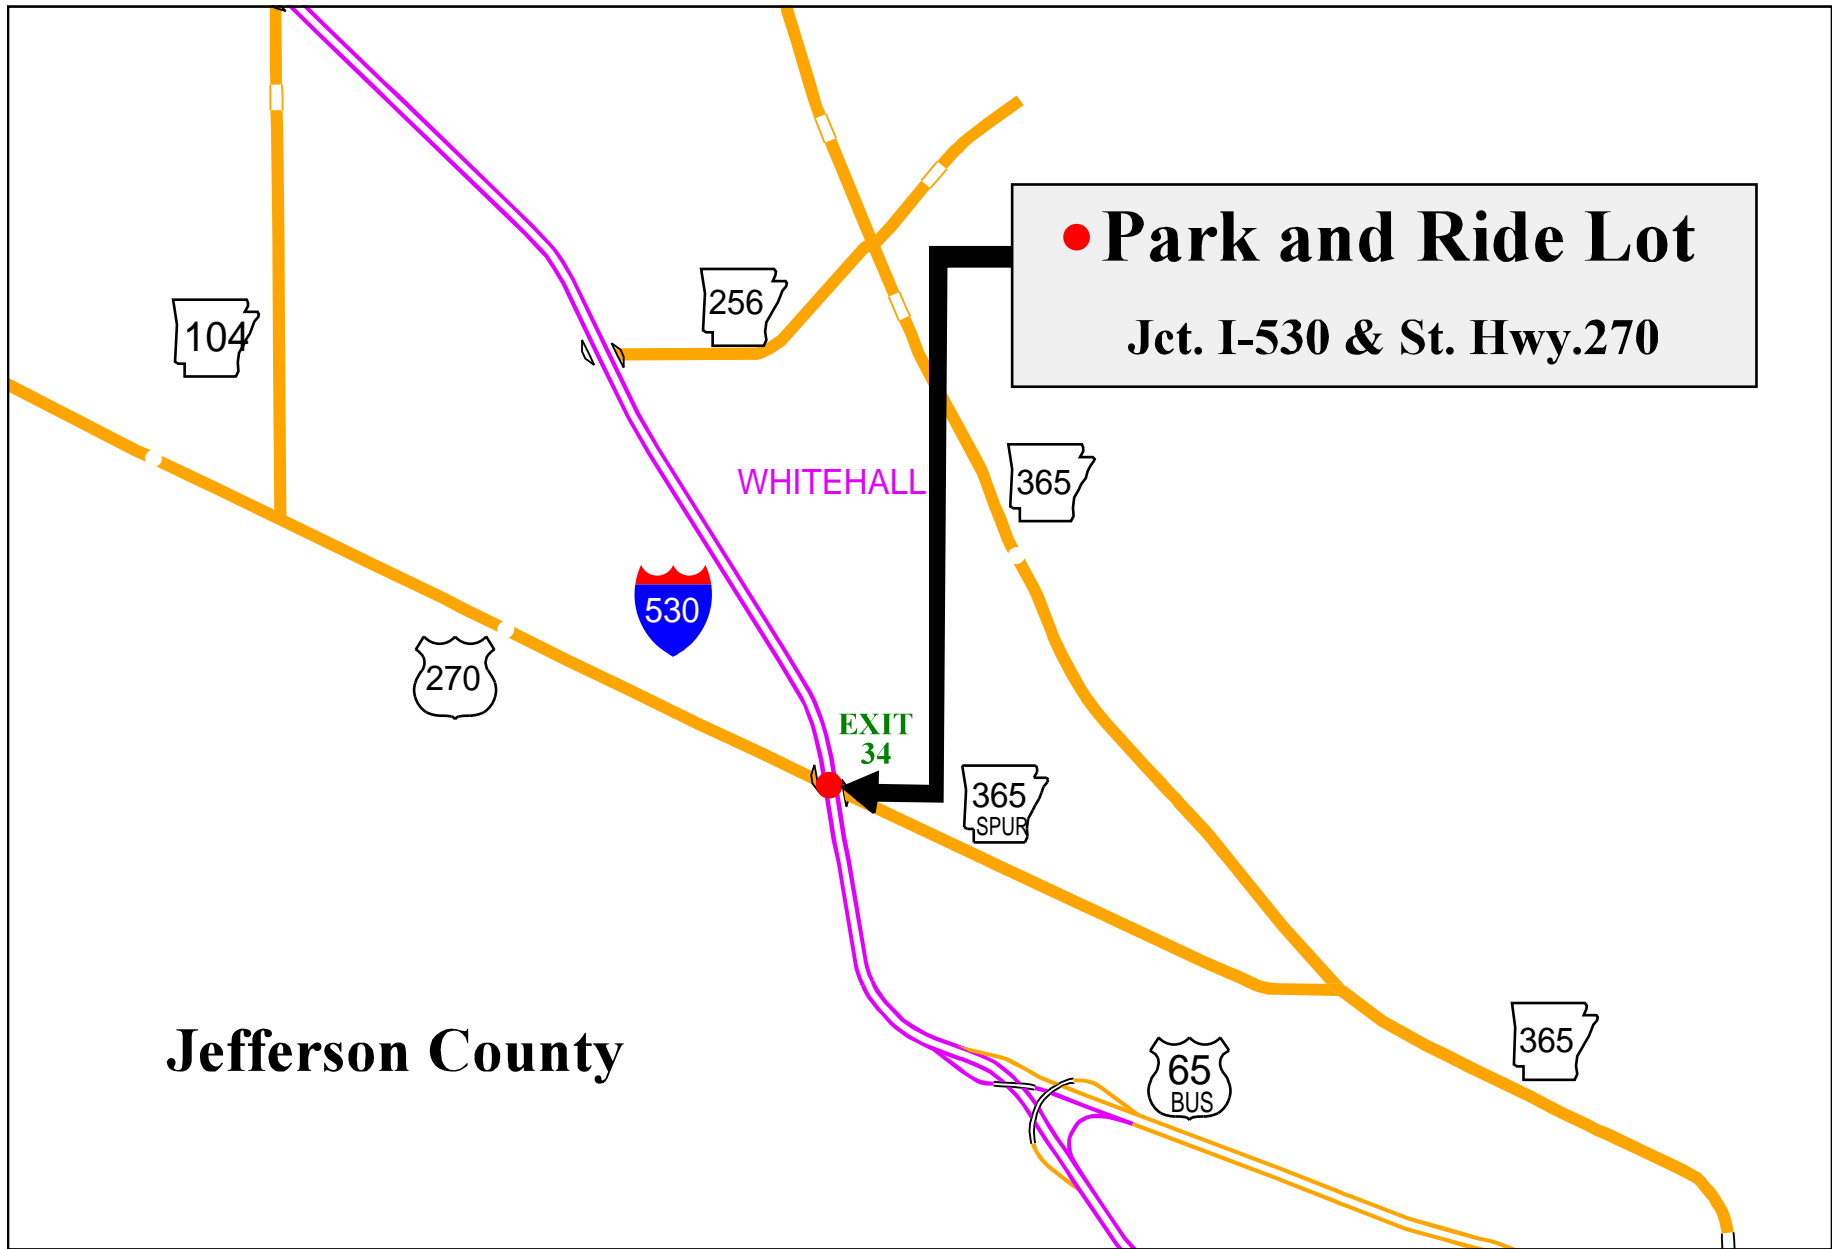 Park and Ride Lot
Jct. I-530 & St. Hwy.270
256
104
365
WHITEHALL
530
270
EXIT
34
365
SPUR
Jefferson County
365
65
BUS